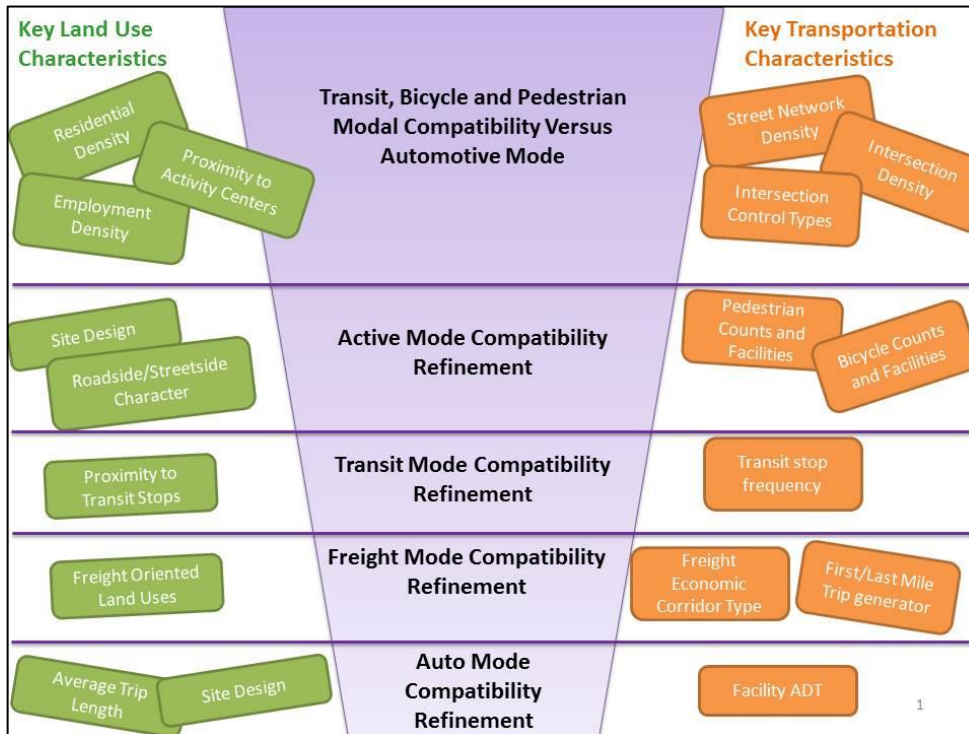 Key Land Use
Characteristics
Residential
Density
Proximity to
Activity Centers
Employment
Density
Transit, Bicycle and Pedestrian
Modal Compatibility Versus
Automotive Mode
Key Transportation
Characteristics
Street Network
Density
Intersection
Density
Intersection
Control Types
Site Design
Roadside/Streetside
Character
Active Mode Compatibility
Refinement
Pedestrian
Counts and
Facilities
Bicycle Counts
and Facilities
Proximity to
Transit Stops
Transit Mode Compatibility
Refinement
Transit stop
frequency
Freight Oriented
Land Uses
Freight Mode Compatibility
Refinement
Freight
Economic
Corridor Type
First/Last Mile
Trip generator
Average Trip
Length
Site Design
Auto Mode
Compatibility
Refinement
Facility ADT
1